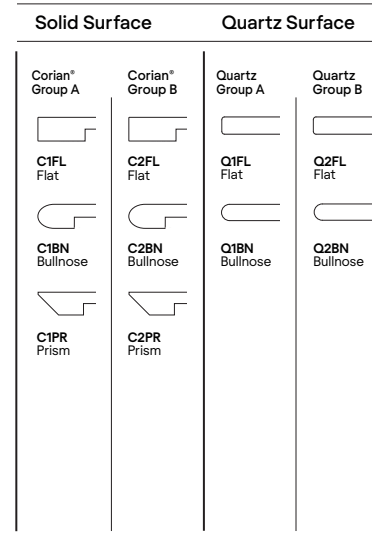 Solid Surface
Quartz Surface
Corian®
Group A
Corian®
Group B
Quartz
Group A
Quartz
Group B
C1FL
Flat
C2FL
Flat
Q1FL
Flat
Q2FL
Flat
C1BN
Bullnose
C2BN
Bullnose
Q1BN
Bullnose
Q2BN
Bullnose
C1PR
Prism
C2PR
Prism